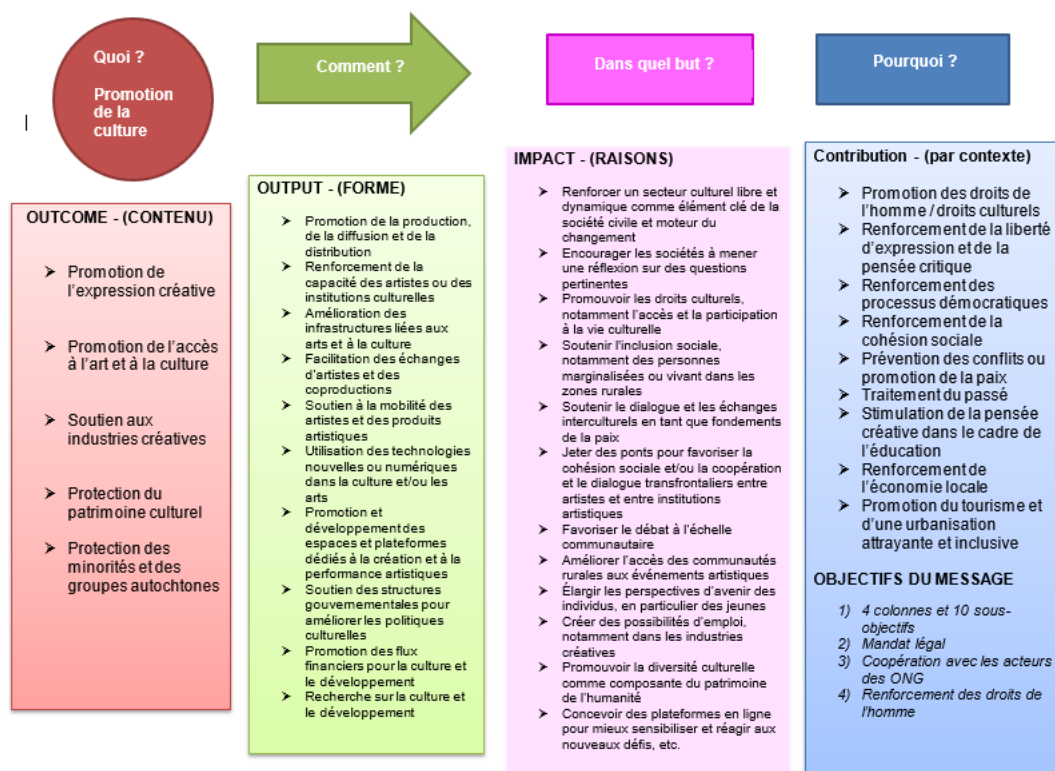 Quoi ?
Promotion
de la
culture
Comment ?
Dans quel but ?
Pourquoi ?
OUTCOME - (CONTENU)
➤ Promotion de
l'expression créative
➤ Promotion de l'accès
à l'art et à la culture
➤ Soutien aux
industries créatives
➤ Protection du
patrimoine culturel
➤ Protection des
minorités et des
groupes autochtones
OUTPUT - (FORME)
➤ Promotion de la production,
de la diffusion et de la
distribution
➤ Renforcement de la
capacité des artistes ou des
institutions culturelles
➤ Amélioration des
infrastructures liées aux
arts et à la culture
➤ Facilitation des échanges
d'artistes et des
coproductions
➤ Soutien à la mobilité des
artistes et des produits
artistiques
➤ Utilisation des technologies
nouvelles ou numériques
dans la culture et/ou les
arts
➤ Promotion et
développement des
espaces et plateformes
dédiés à la création et à la
performance artistiques
➤ Soutien des structures
gouvernementales pour
améliorer les politiques
culturelles
➤ Promotion des flux
financiers pour la culture et
le développement
➤ Recherche sur la culture et
le développement
IMPACT - (RAISONS)
➤ Renforcer un secteur culturel libre et
dynamique comme élément clé de la
société civile et moteur du
changement
➤ Encourager les sociétés à mener
une réflexion sur des questions
pertinentes
➤ Promouvoir les droits culturels,
notamment l'accès et la participation
à la vie culturelle
➤ Soutenir l'inclusion sociale,
notamment des personnes
marginalisées ou vivant dans les
zones rurales
➤ Soutenir le dialogue et les échanges
interculturels en tant que fondements
de la paix
➤ Jeter des ponts pour favoriser la
cohésion sociale et/ou la coopération
et le dialogue transfrontaliers entre
artistes et entre institutions
artistiques
➤ Favoriser le débat à l'échelle
communautaire
➤ Améliorer l'accès des communautés
rurales aux événements artistiques
➤ Élargir les perspectives d'avenir des
individus, en particulier des jeunes
➤ Créer des possibilités d'emploi,
notamment dans les industries
créatives
➤ Promouvoir la diversité culturelle
comme composante du patrimoine
de l'humanité
➤ Concevoir des plateformes en ligne
pour mieux sensibiliser et réagir aux
nouveaux défis, etc.
Contribution - (par contexte)
➤ Promotion des droits de
l'homme / droits culturels
➤ Renforcement de la liberté
d'expression et de la
pensée critique
➤ Renforcement des
processus démocratiques
➤ Renforcement de la
cohésion sociale
➤ Prévention des conflits ou
promotion de la paix
➤ Traitement du passé
➤ Stimulation de la pensée
créative dans le cadre de
l'éducation
➤ Renforcement de
l'économie locale
➤ Promotion du tourisme et
d'une urbanisation
attrayante et inclusive
OBJECTIFS DU MESSAGE
1) 4 colonnes et 10 sous-
objectifs
2) Mandat légal
3) Coopération avec les acteurs
des ONG
4) Renforcement des droits de
l'homme